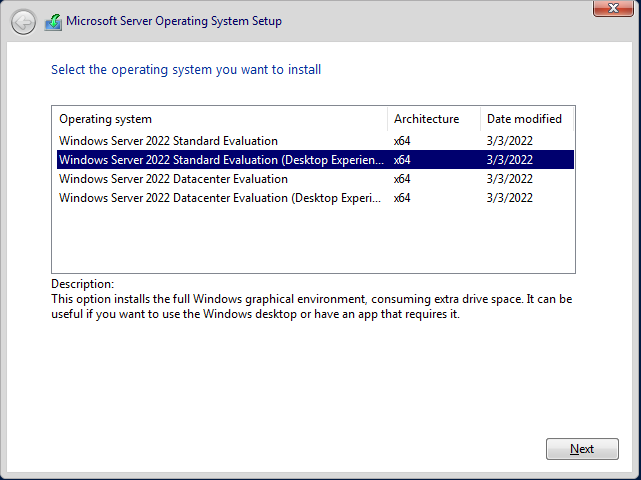 Microsoft Server Operating System Setup
Select the operating system you want to install
Operating system Architecture Date modified
Windows Server 2022 Standard Evaluation x64 3/3/2022
Windows Server 2022 Standard Evaluation (Desktop Experien... x64 3/3/2022
Windows Server 2022 Datacenter Evaluation x64 3/3/2022
Windows Server 2022 Datacenter Evaluation (Desktop Experi... x64 3/3/2022
Description:
This option installs the full Windows graphical environment, consuming extra drive space. It can be
useful if you want to use the Windows desktop or have an app that requires it.
Next